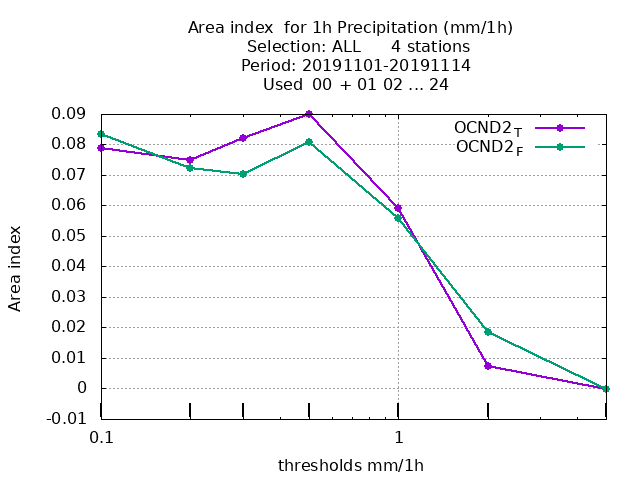 Area index  for 1h Precipitation (mm/1h)
Selection: ALL      4 stations
Period: 20191101-20191114
Used  00  + 01 02 ... 24
OCND2T
OCND2F
0.09
0.08
0.07
0.06
0.05
0.04
0.03
0.02
0.01
0
-0.01
Area index
0.1
1
thresholds mm/1h